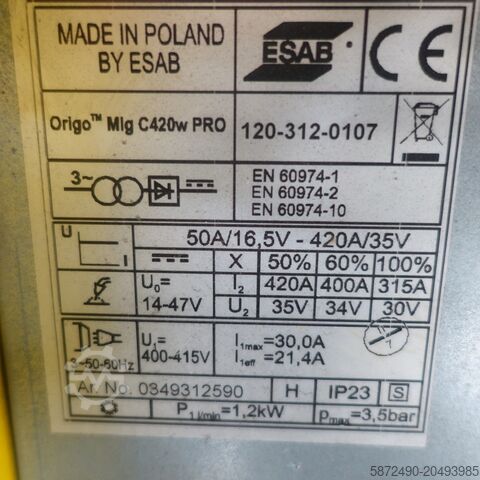 MADE IN POLAND
BY ESAB
ESAB
CE
Origo™ Mig C420w PRO
120-312-0107
3~
EN 60974-1
EN 60974-2
EN 60974-10
U
I
50A/16,5V - 420A/35V
X 50% 60% 100%
U₀=
14-47V
I₂ 420A 400A 315A
U₂ 35V 34V 30V
3~50-60Hz
U₁=
400-415V
I1max=30,0A
I1eff=21,4A
Art No. 0349312590 H IP23 S
P1 l/min=1,2kW pmax=3,5bar
5872490-20493985